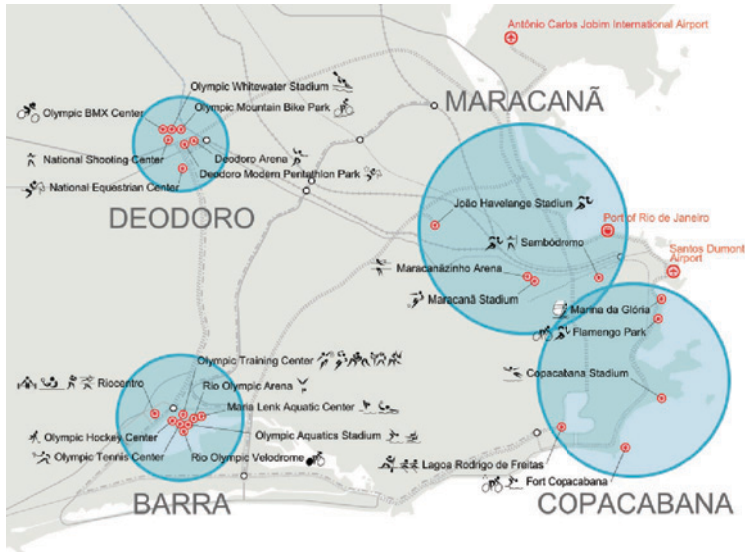 Antônio Carlos Jobim International Airport
MARACANÃ
Olympic Whitewater Stadium
Olympic Mountain Bike Park
Olympic BMX Center
National Shooting Center
Deodoro Arena
Deodoro Modern Pentathlon Park
National Equestrian Center
DEODORO
João Havelange Stadiun
Port of Rio de Janeiro
Sambódromo
Santos Dumont
Airport
Maracanãzinho Arena
Maracanã Stadium
Marina da Glória
Flamengo Park
Copacabana Stadium
Olympic Training Center
Riocentro
Rio Olympic Arena
Maria Lenk Aquatic Center
Olympic Hockey Center
Olympic Aquatics Stadium
Olympic Tennis Center
Rio Olympic Velodrome
Lagoa Rodrigo de Freitas
Fort Copacabana
BARRA
COPACABANA